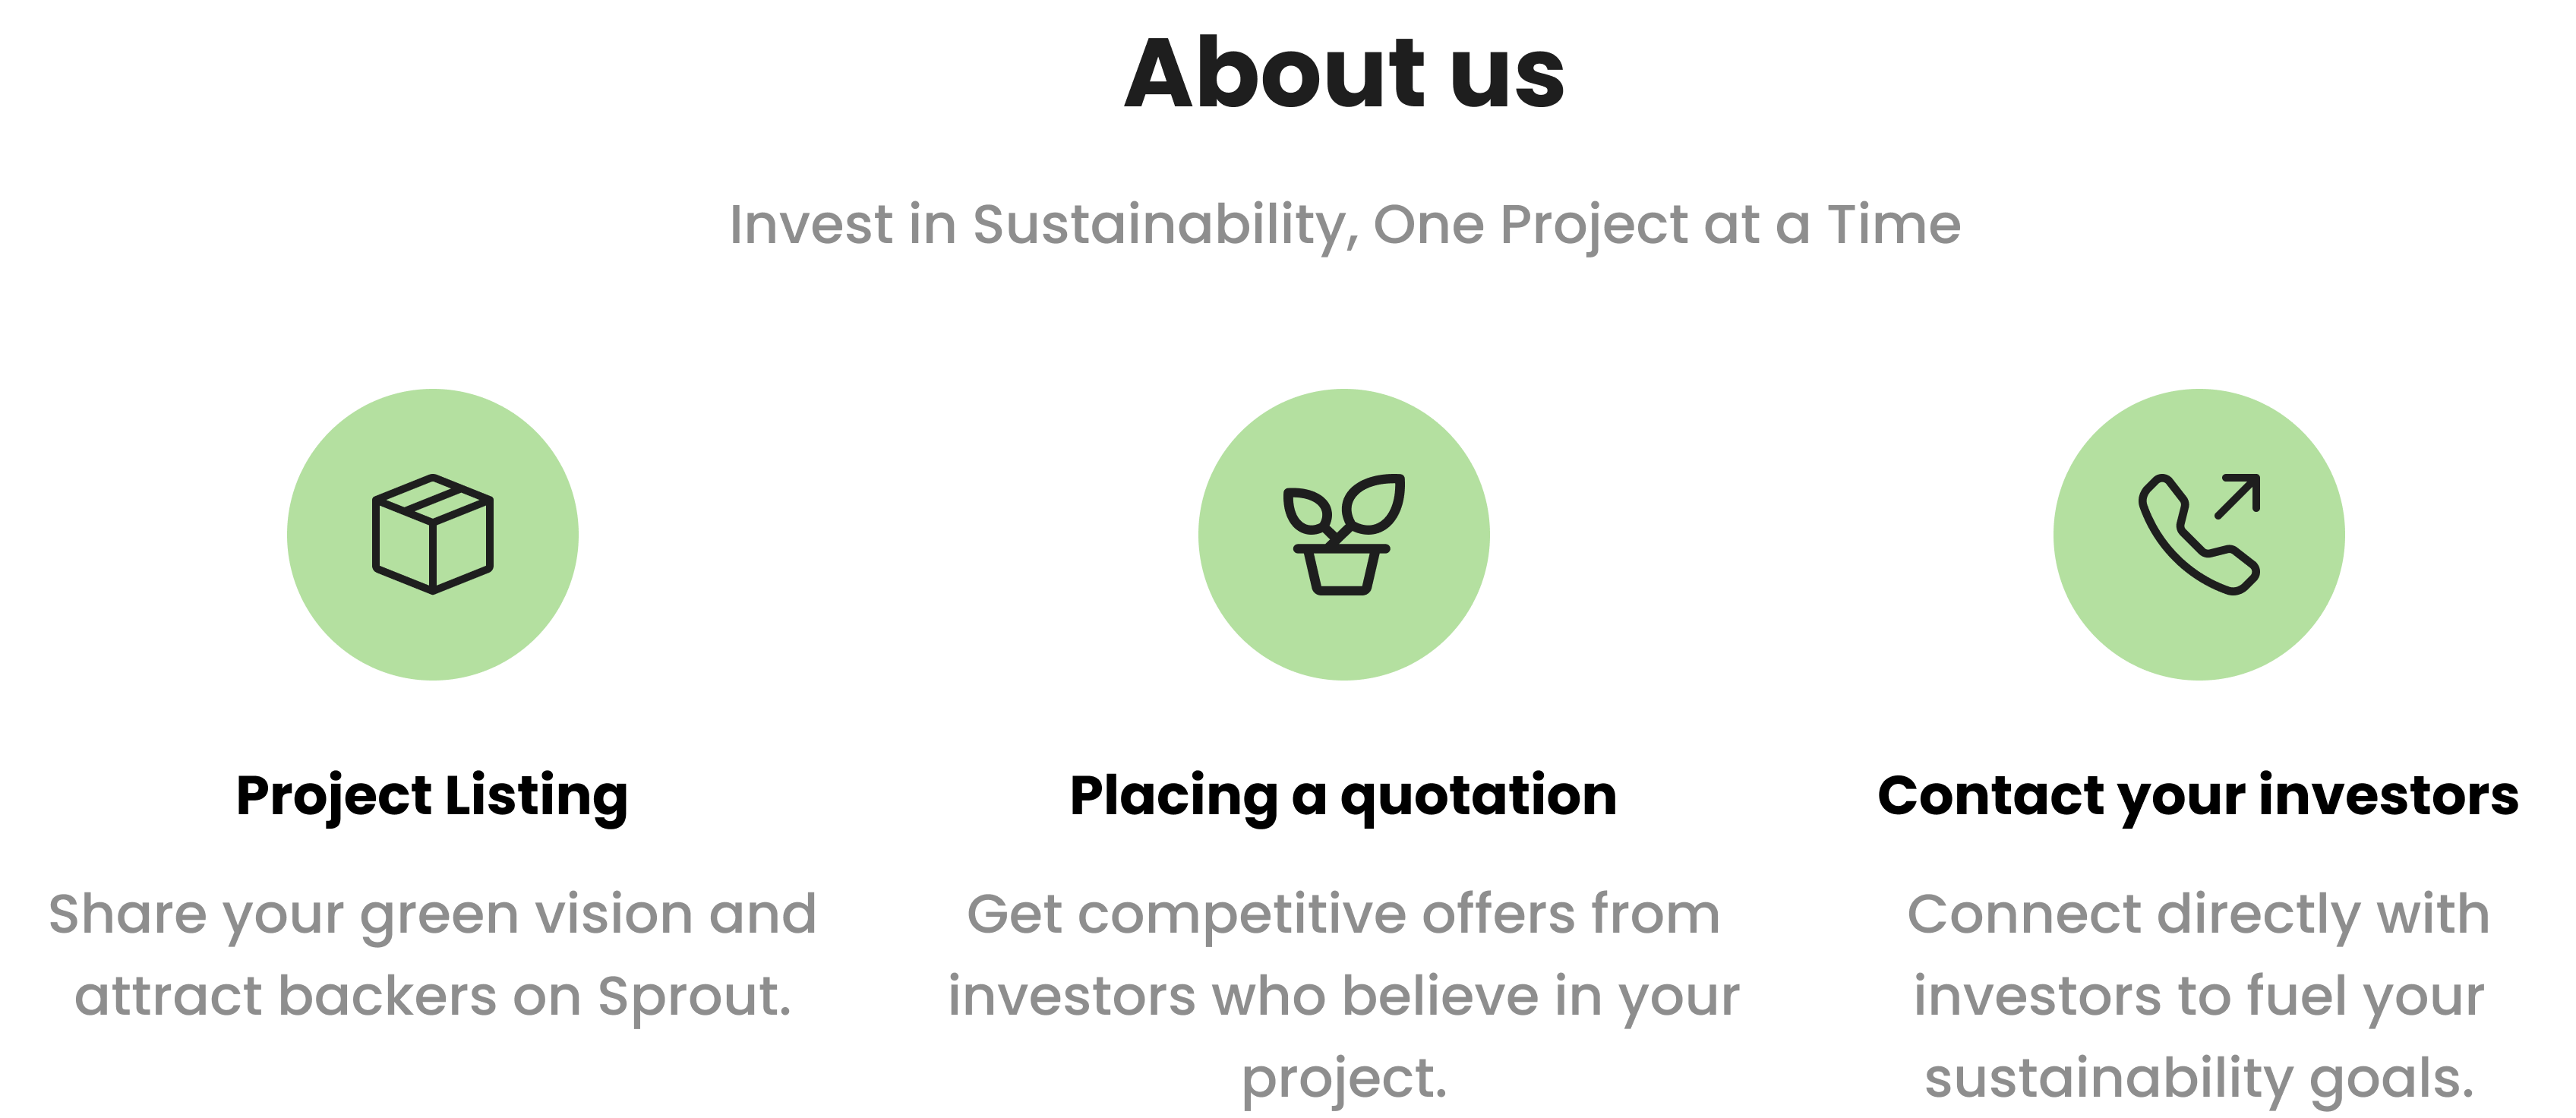 About us
Invest in Sustainability, One Project at a Time
Project Listing
Share your green vision and
attract backers on Sprout.
Placing a quotation
Get competitive offers from
investors who believe in your
project.
Contact your investors
Connect directly with
investors to fuel your
sustainability goals.